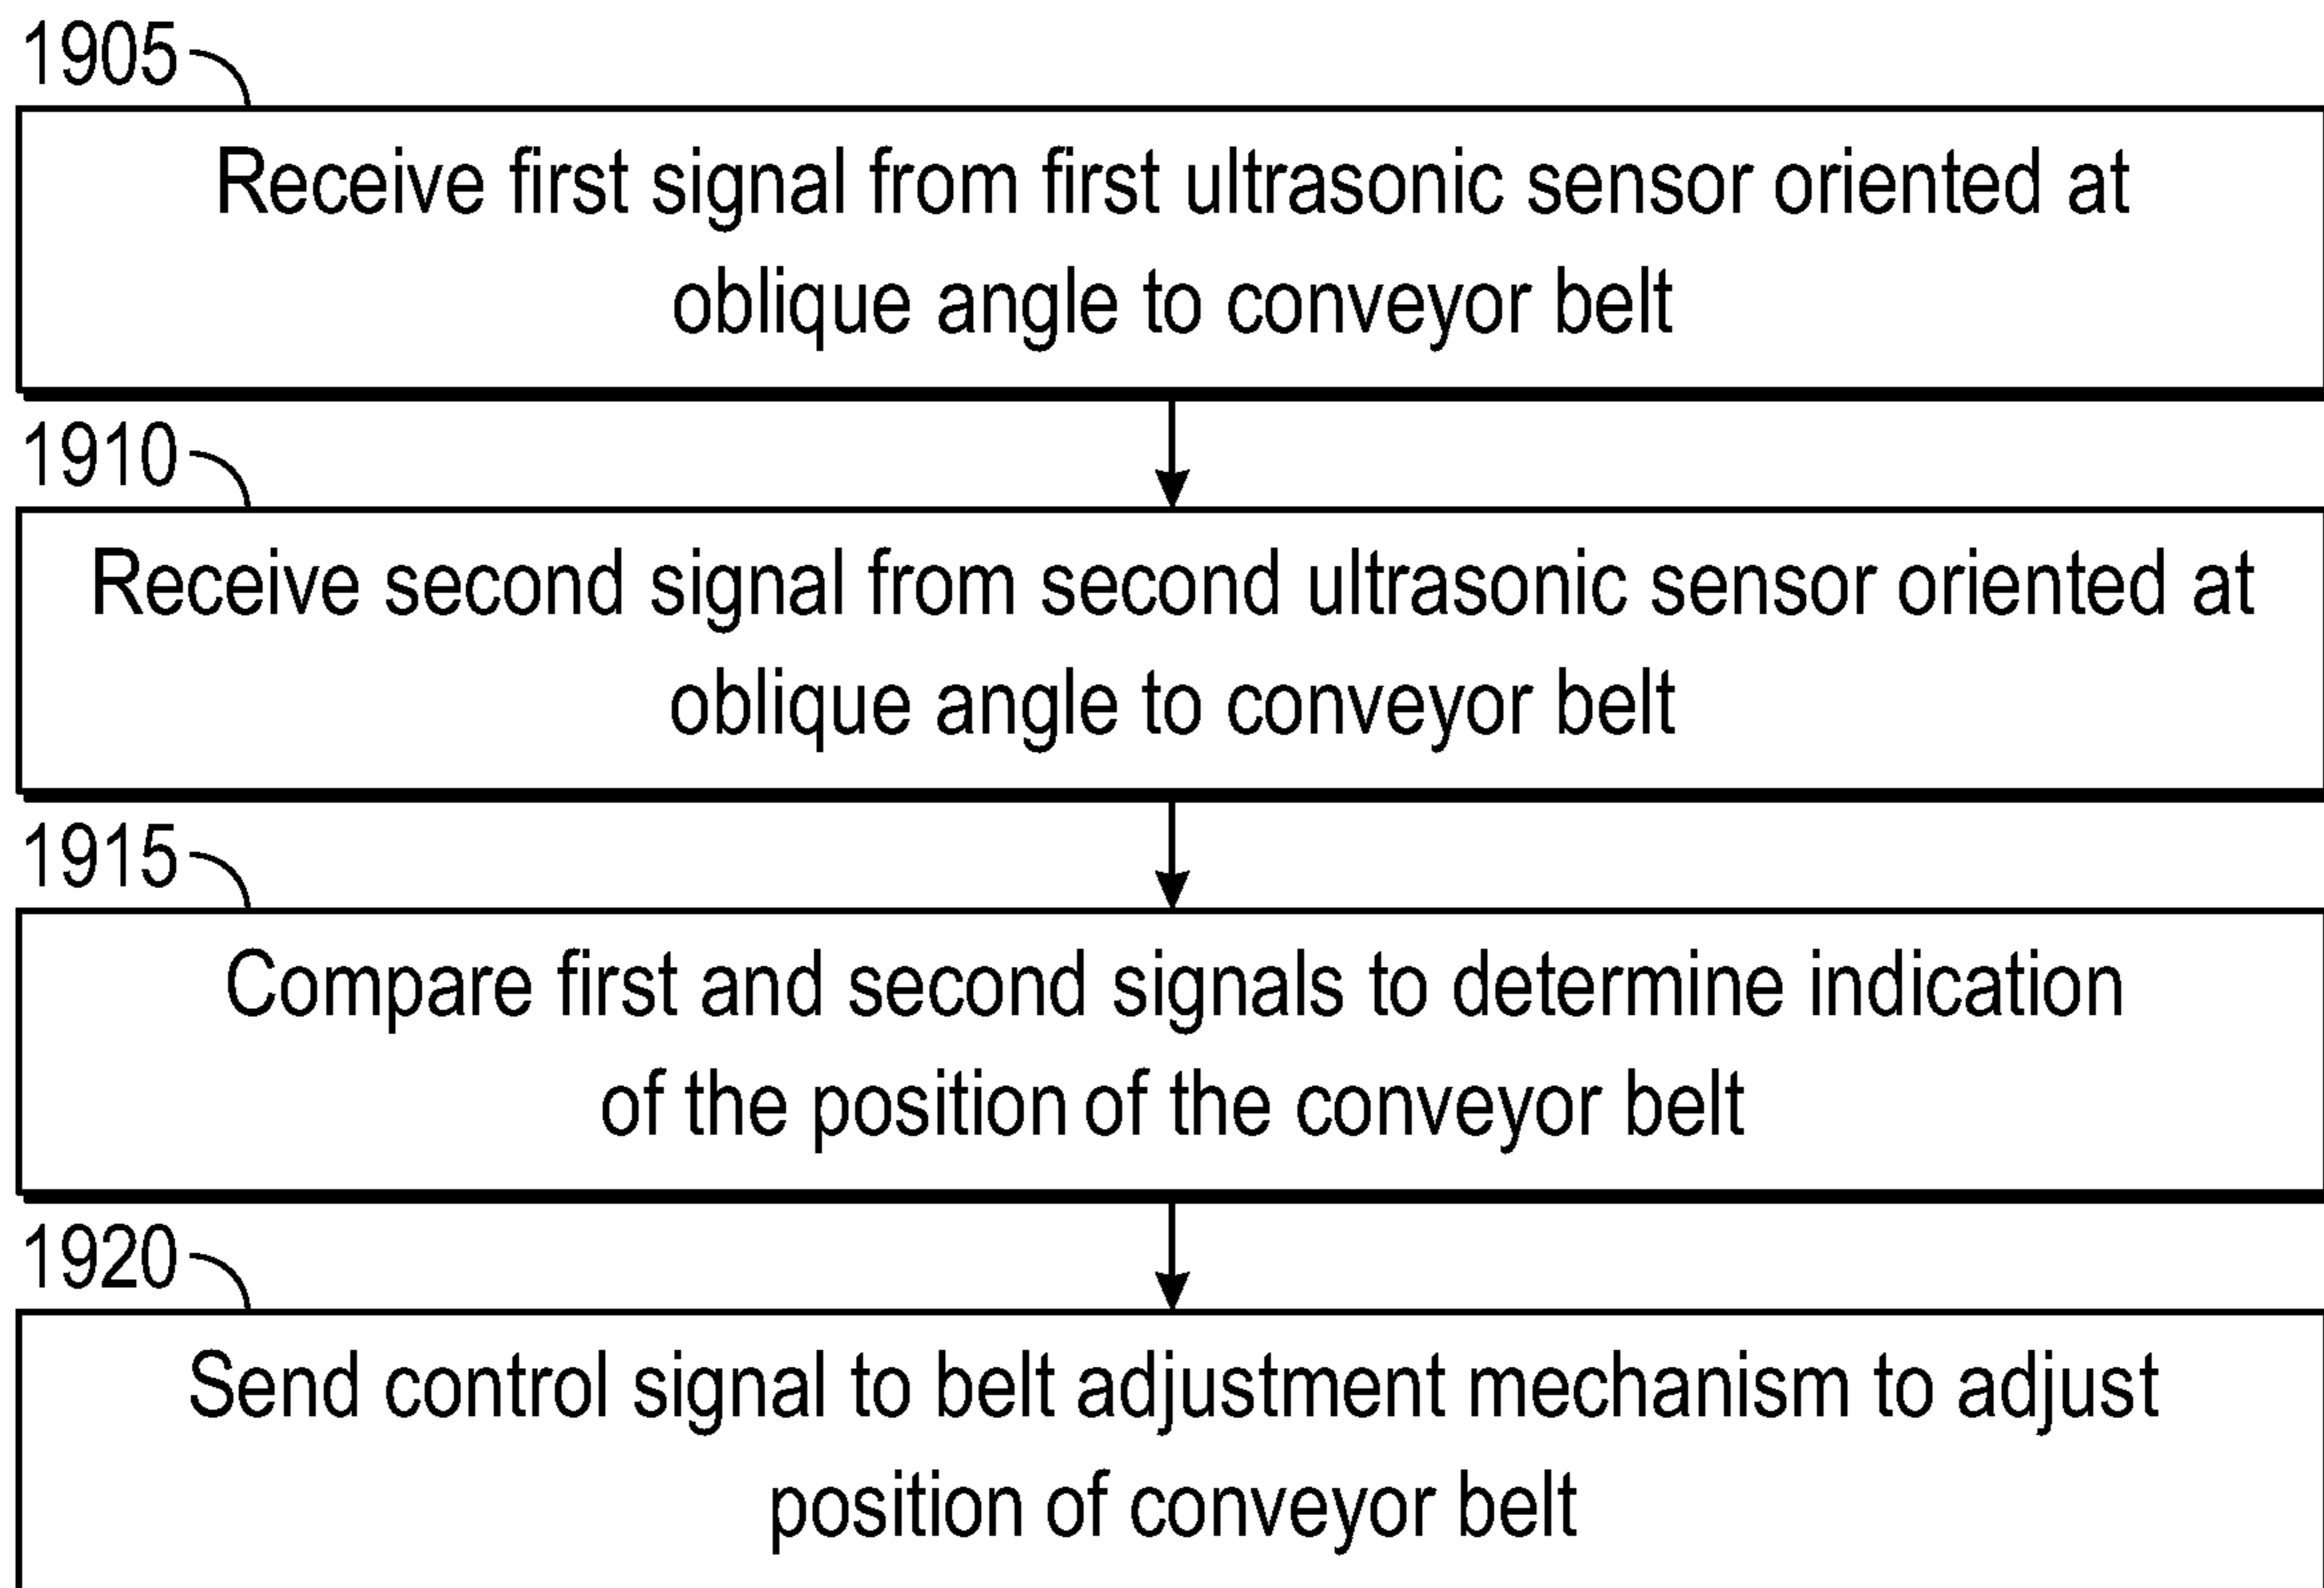 1905
Receive first signal from first ultrasonic sensor oriented at
oblique angle to conveyor belt
1910
Receive second signal from second ultrasonic sensor oriented at
oblique angle to conveyor belt
1915
Compare first and second signals to determine indication
of the position of the conveyor belt
1920
Send control signal to belt adjustment mechanism to adjust
position of conveyor belt